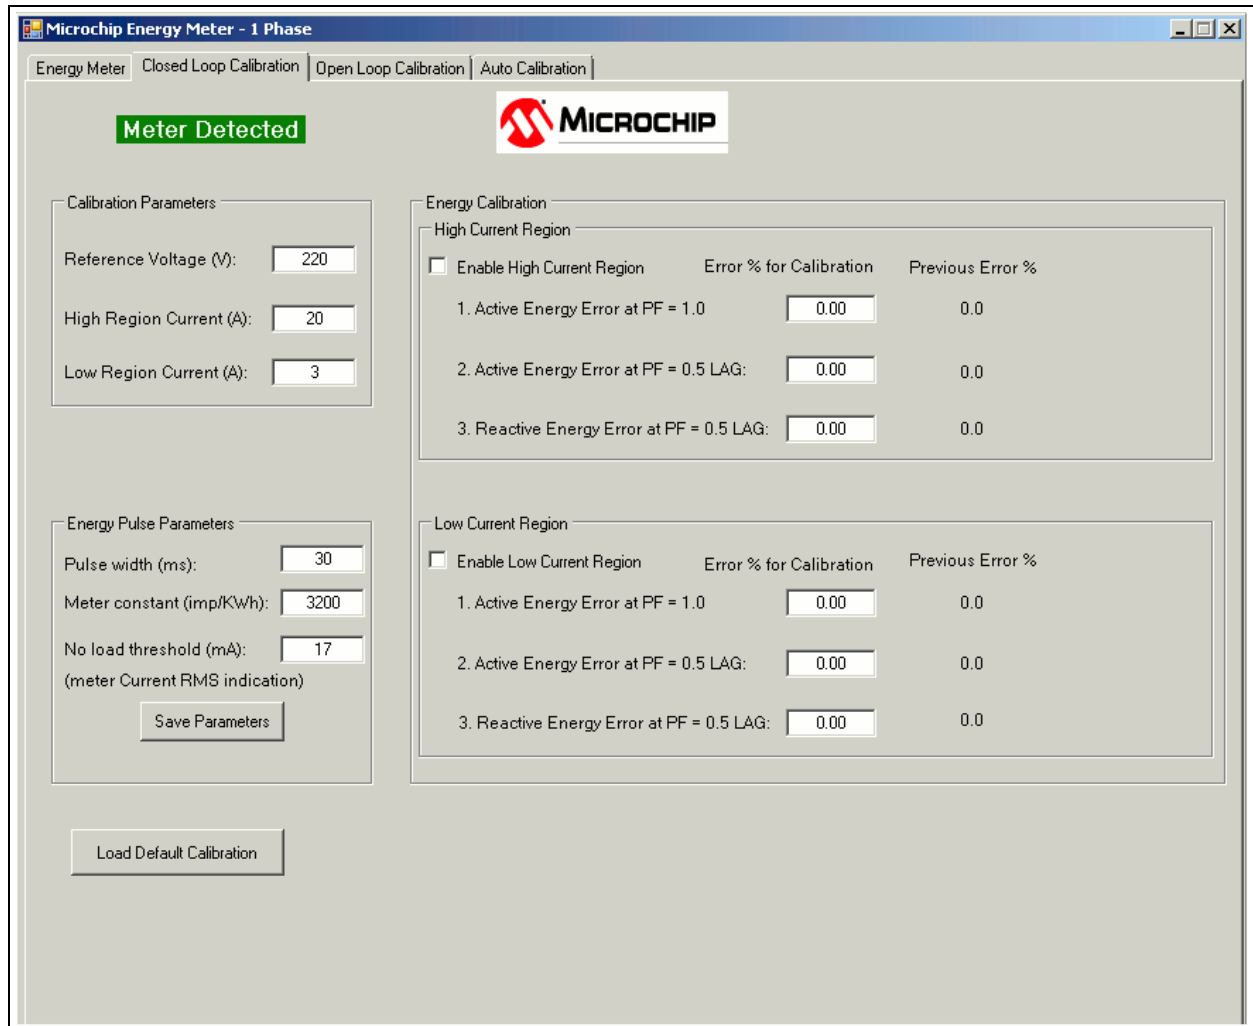 Microchip Energy Meter - 1 Phase
Energy Meter Closed Loop Calibration Open Loop Calibration Auto Calibration
Meter Detected
MICROCHIP
Calibration Parameters
Reference Voltage (V): 220
High Region Current (A): 20
Low Region Current (A): 3
Energy Pulse Parameters
Pulse width (ms): 30
Meter constant (imp/KWh): 3200
No load threshold (mA): 17
(meter Current RMS indication)
Save Parameters
Load Default Calibration
Energy Calibration
High Current Region
Enable High Current Region Error % for Calibration Previous Error %
1. Active Energy Error at PF = 1.0 0.00 0.0
2. Active Energy Error at PF = 0.5 LAG: 0.00 0.0
3. Reactive Energy Error at PF = 0.5 LAG: 0.00 0.0
Low Current Region
Enable Low Current Region Error % for Calibration Previous Error %
1. Active Energy Error at PF = 1.0 0.00 0.0
2. Active Energy Error at PF = 0.5 LAG: 0.00 0.0
3. Reactive Energy Error at PF = 0.5 LAG: 0.00 0.0